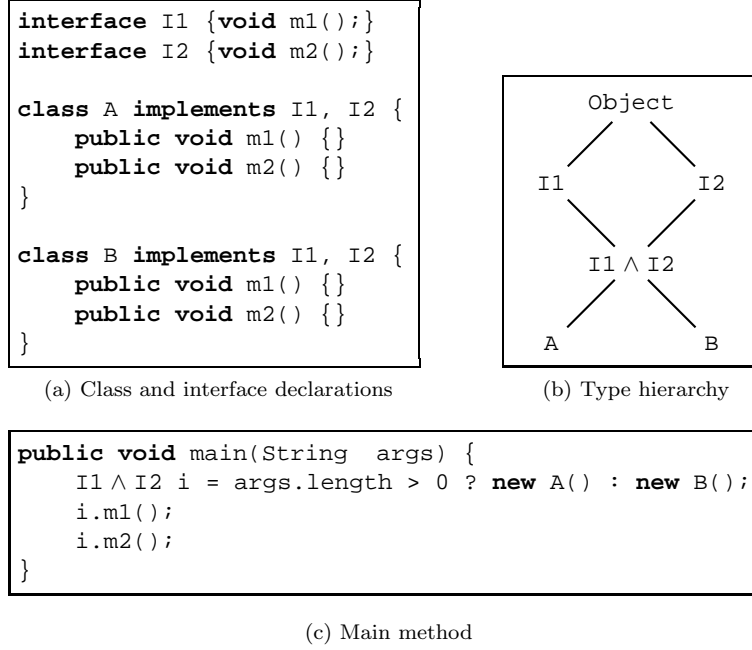 interface I1 {void m1();}
interface I2 {void m2();}
class A implements I1, I2 {
    public void m1() {}
    public void m2() {}
}
class B implements I1, I2 {
    public void m1() {}
    public void m2() {}
}
(a) Class and interface declarations
Object
I1 I2
I1 ∧ I2
A B
(b) Type hierarchy
public void main(String args) {
    I1 ∧ I2 i = args.length > 0 ? new A() : new B();
    i.m1();
    i.m2();
}
(c) Main method